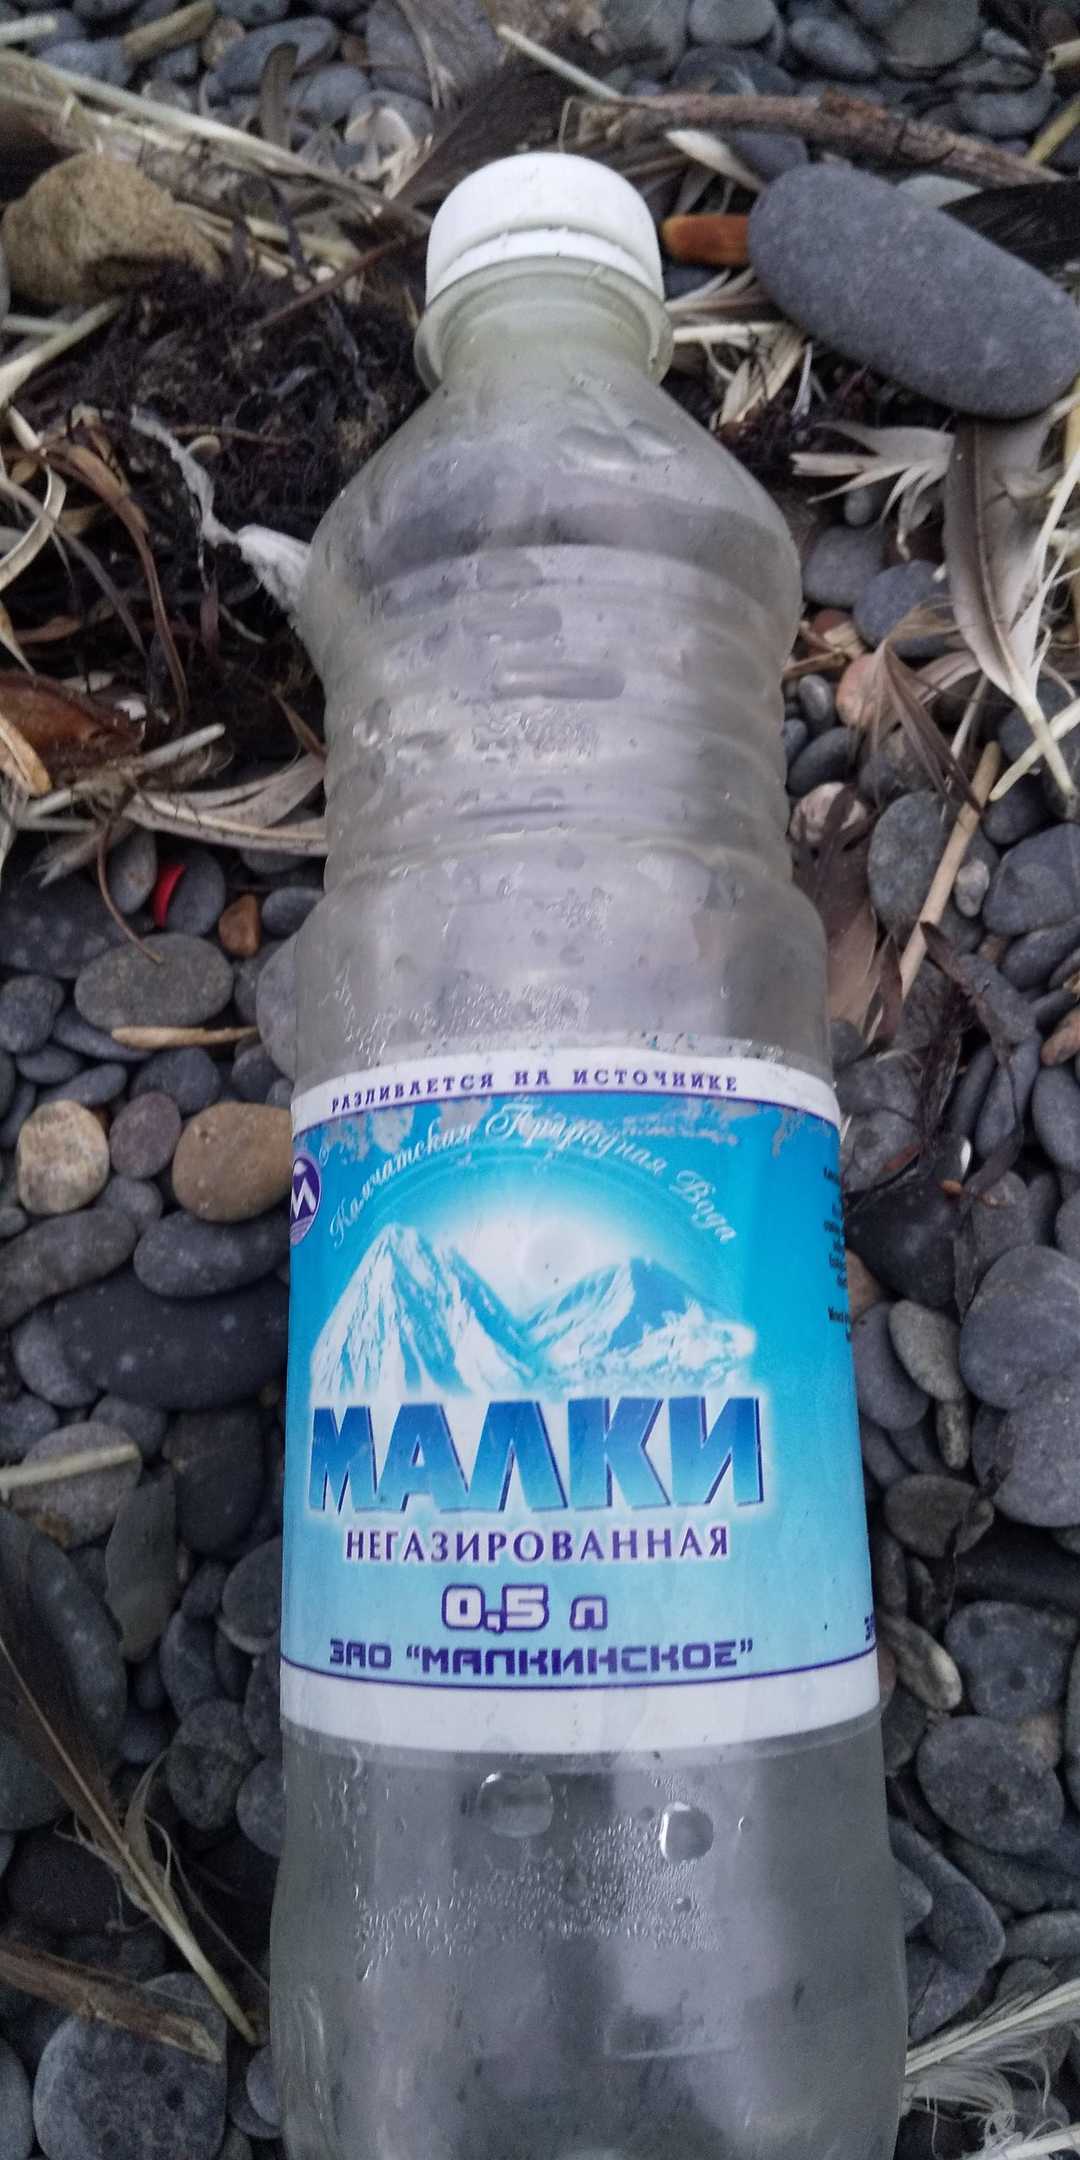 РАЗЛИВАЕТСЯ НА ИСТОЧНИКЕ
Камчатская Природная Вода
М
МАЛКИ
НЕГАЗИРОВАННАЯ
0,5 л
ЗАО "МАЛКИНСКОЕ"